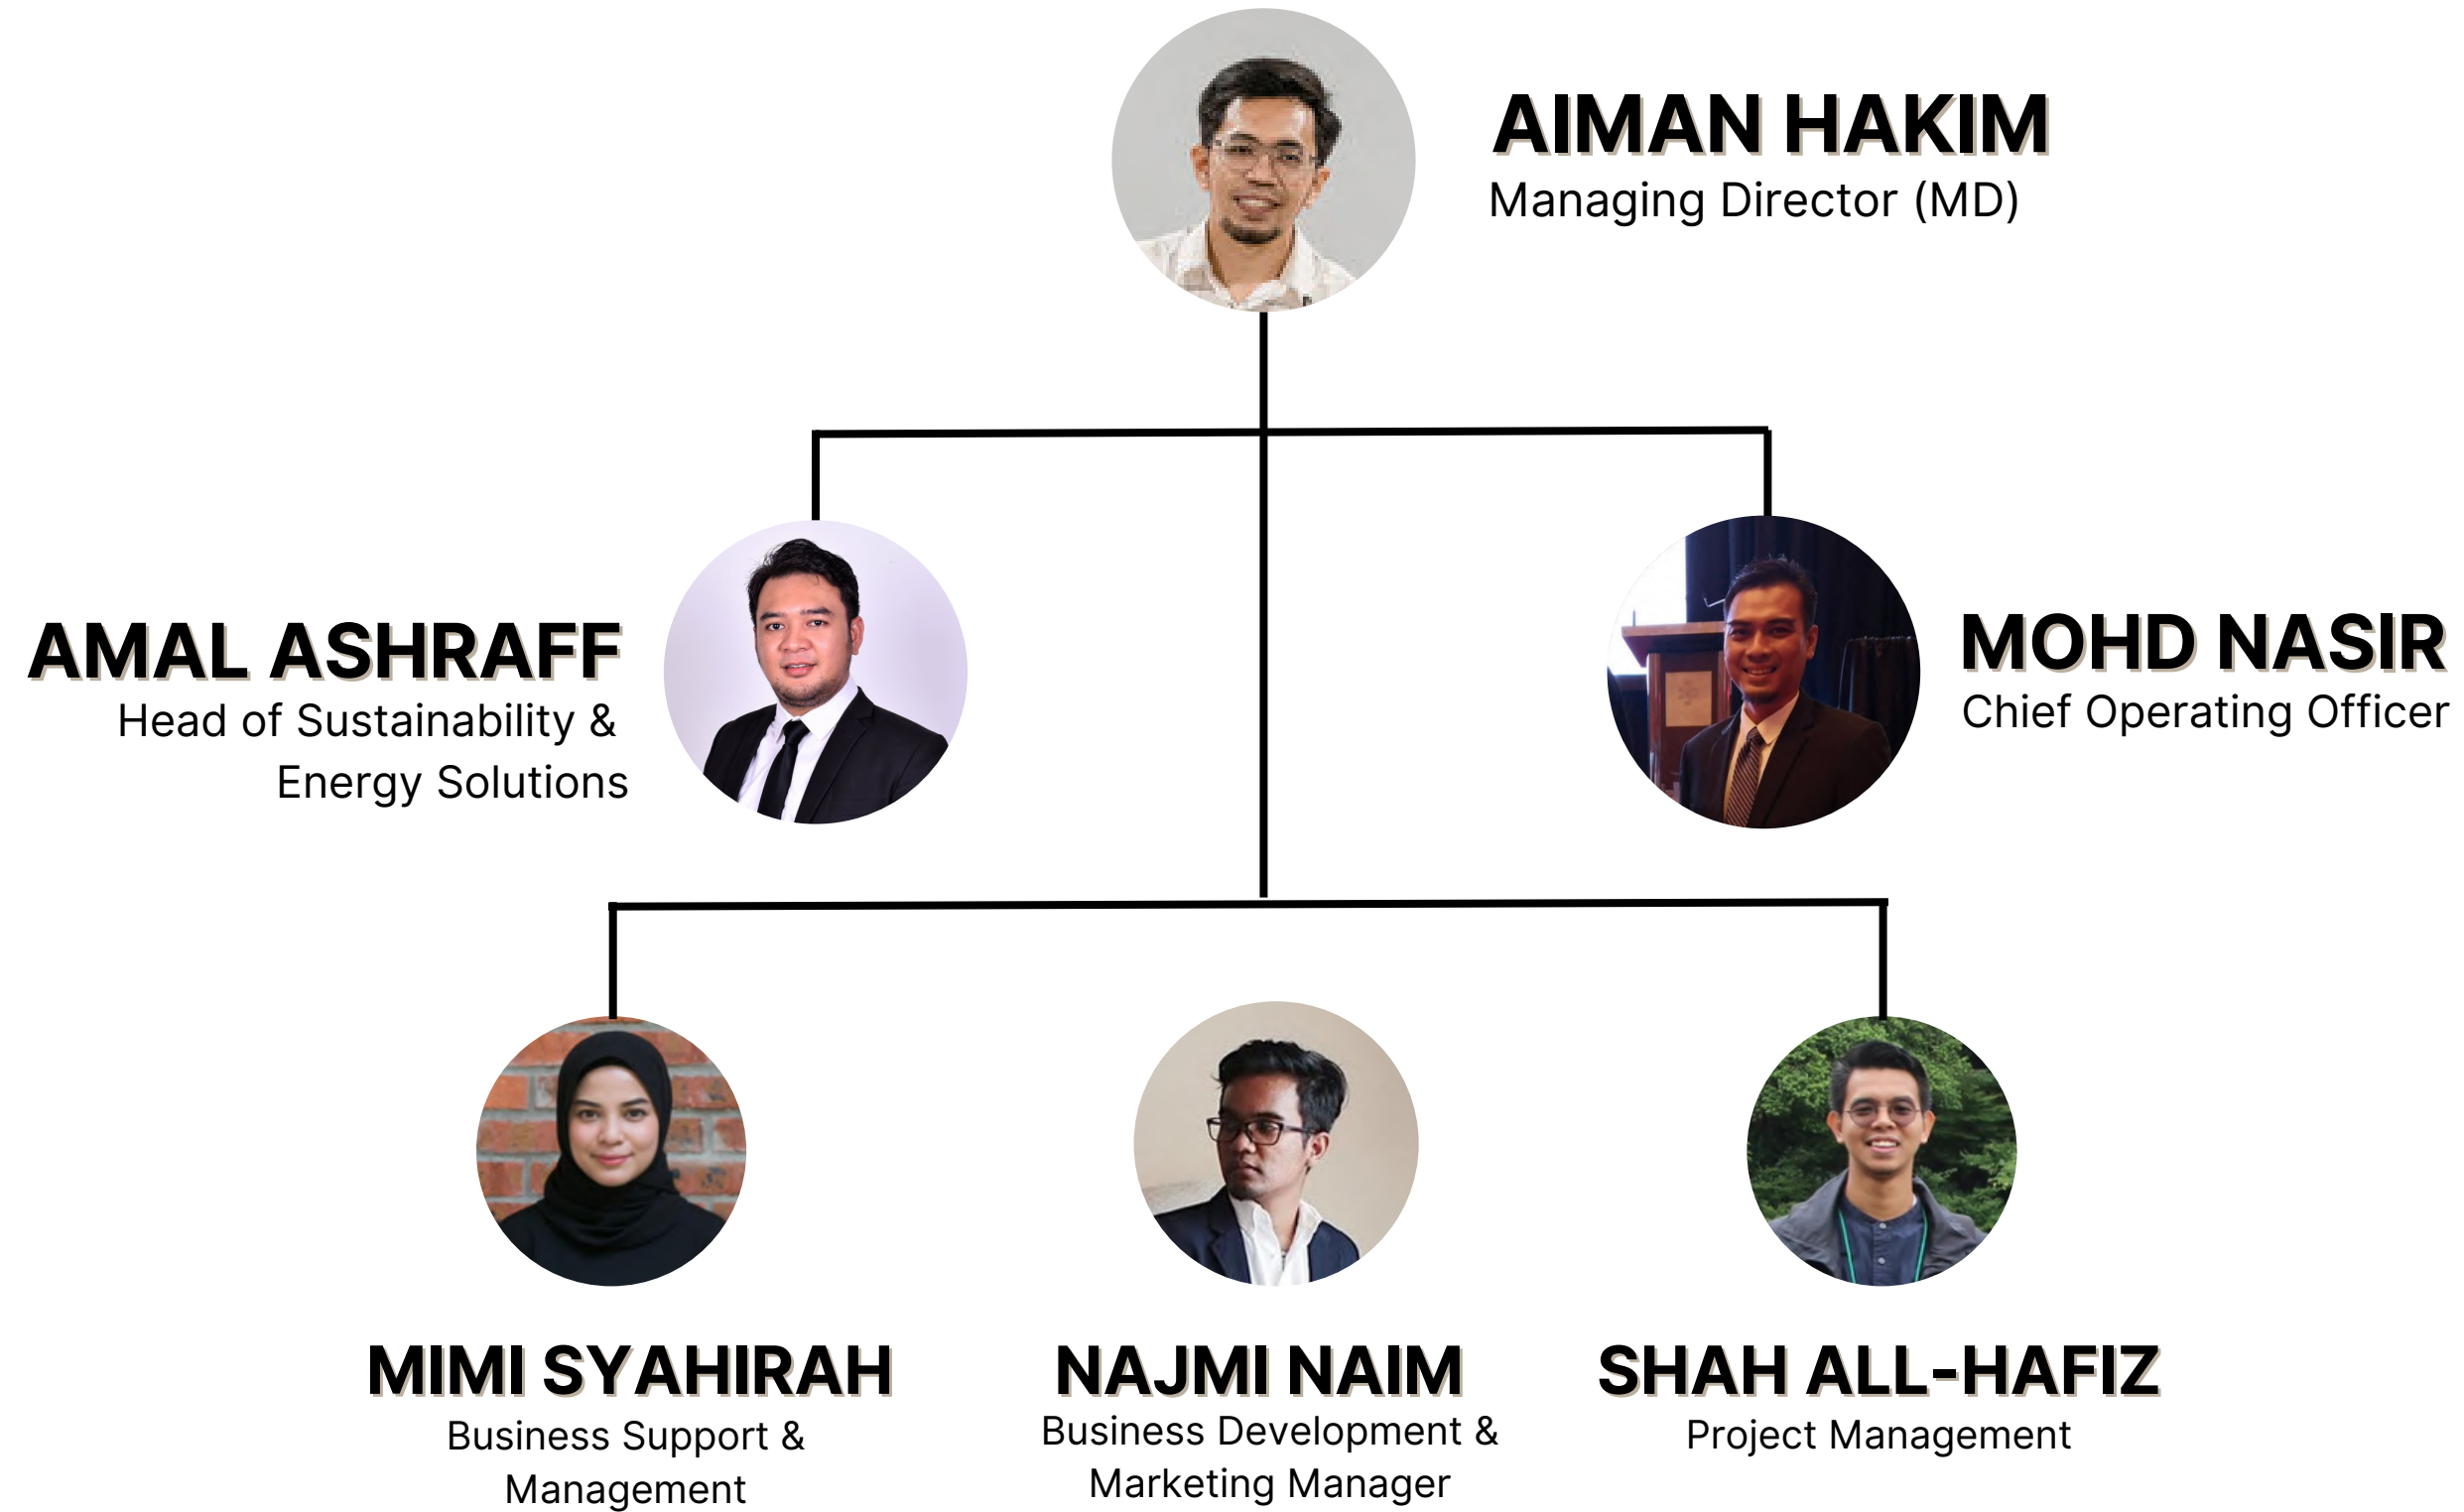 AIMAN HAKIM
Managing Director (MD)
AMAL ASHRAFF
Head of Sustainability &
Energy Solutions
MOHD NASIR
Chief Operating Officer
MIMI SYAHIRAH
Business Support &
Management
NAJMI NAIM
Business Development &
Marketing Manager
SHAH ALL-HAFIZ
Project Management